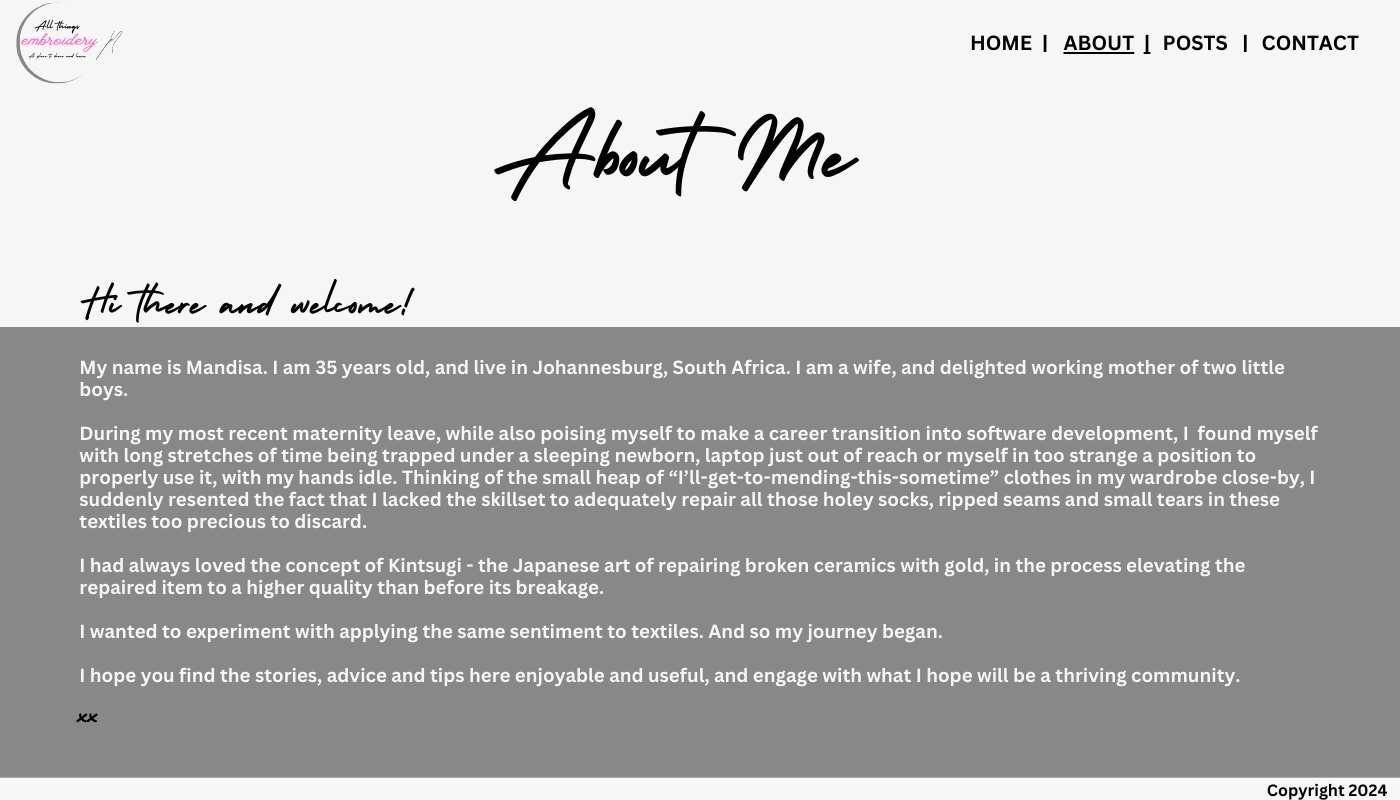 All things
embroidery
A place to share and learn
HOME | ABOUT | POSTS | CONTACT
About Me
Hi there and welcome!
My name is Mandisa. I am 35 years old, and live in Johannesburg, South Africa. I am a wife, and delighted working mother of two little
boys.
During my most recent maternity leave, while also poising myself to make a career transition into software development, I  found myself
with long stretches of time being trapped under a sleeping newborn, laptop just out of reach or myself in too strange a position to
properly use it, with my hands idle. Thinking of the small heap of “I’ll-get-to-mending-this-sometime” clothes in my wardrobe close-by, I
suddenly resented the fact that I lacked the skillset to adequately repair all those holey socks, ripped seams and small tears in these
textiles too precious to discard.
I had always loved the concept of Kintsugi - the Japanese art of repairing broken ceramics with gold, in the process elevating the
repaired item to a higher quality than before its breakage.
I wanted to experiment with applying the same sentiment to textiles. And so my journey began.
I hope you find the stories, advice and tips here enjoyable and useful, and engage with what I hope will be a thriving community.
xx
Copyright 2024